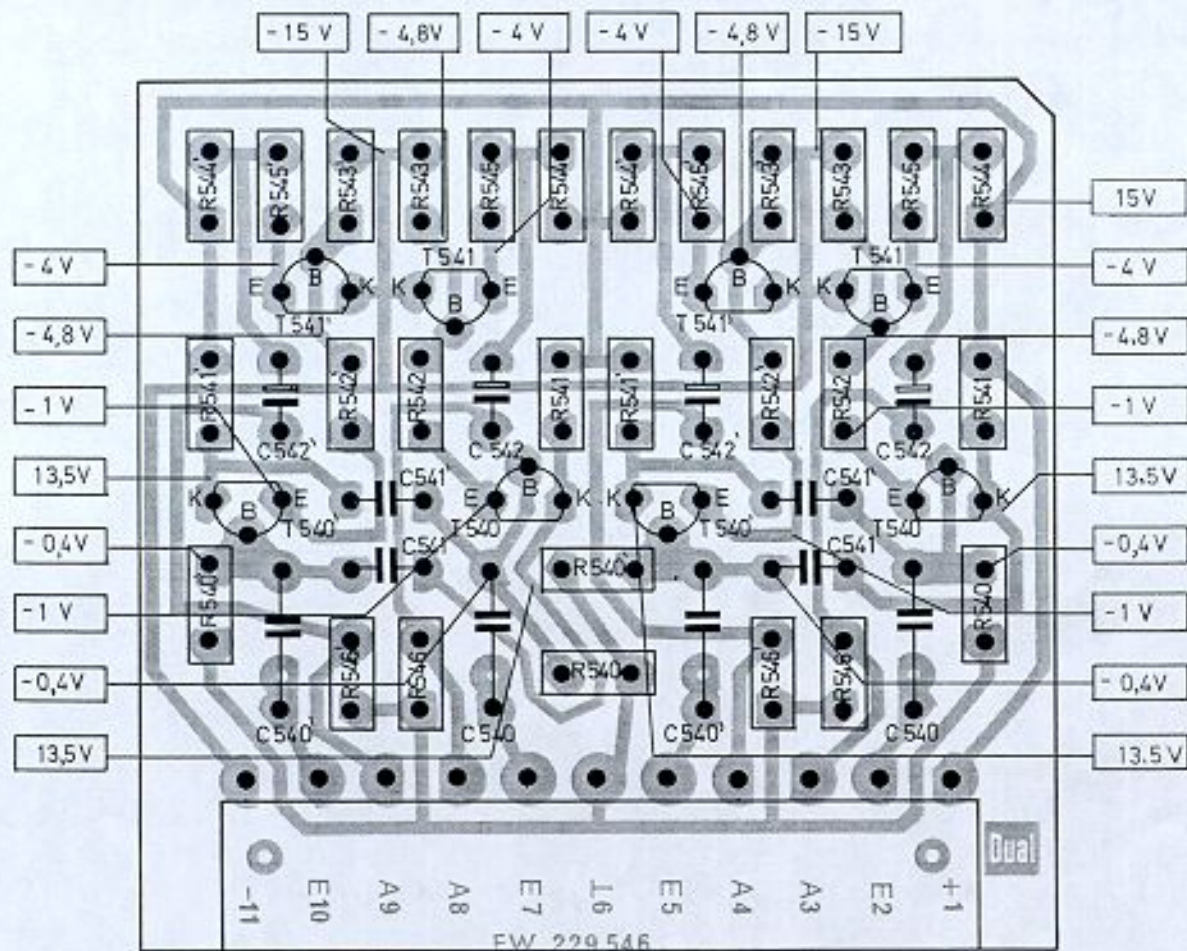 -15 V -4,8V -4 V -4 V -4,8 V -15 V
R544' R545' R543' R543 R545 R544 R544' R545' R543' R543 R545 R544
15V
T541 T541
-4 V B B -4 V
E K K E E K K E
B B
T541' T541'
-4,8 V -4.8 V
R541' R542' R542 R541 R541' R542' R542 R541
-1 V -1 V
C542' C542 C542' C542
13,5V C541' C541' 13.5V
K E E B K K E E B K
B T540' T540 B T540' T540
-0,4V C541 C541 -0,4V
R540' R540' R540
-1 V -1 V
R546' R546 R540 R546' R546
-0,4V -0,4V
C540' C540 C540' C540
13,5V 13.5V
-11 E10 A9 A8 E7 ⊥6 E5 A4 A3 E2 +1
Dual
EW 229 546